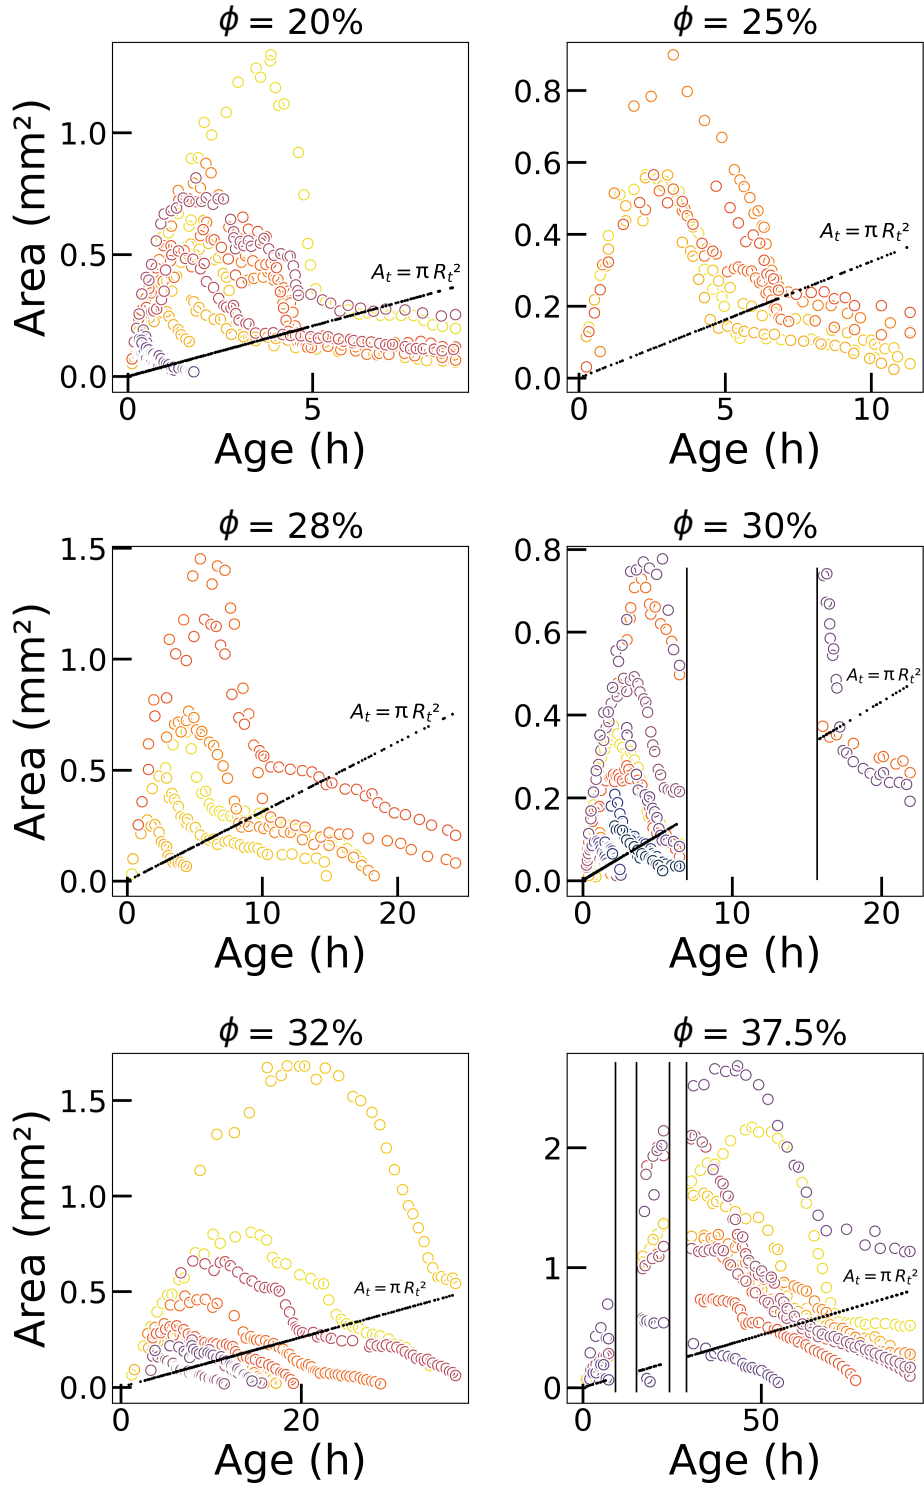 ϕ = 20%
Area (mm²)
1.0
0.5
0.0
A_t = π R_t²
0
5
Age (h)
ϕ = 25%
0.8
0.6
0.4
0.2
0.0
A_t = π R_t²
0
5
10
Age (h)
ϕ = 28%
Area (mm²)
1.5
1.0
0.5
0.0
A_t = π R_t²
0
10
20
Age (h)
ϕ = 30%
0.8
0.6
0.4
0.2
0.0
A_t = π R_t²
0
10
20
Age (h)
ϕ = 32%
Area (mm²)
1.5
1.0
0.5
0.0
A_t = π R_t²
0
20
Age (h)
ϕ = 37.5%
2
1
0
A_t = π R_t²
0
50
Age (h)